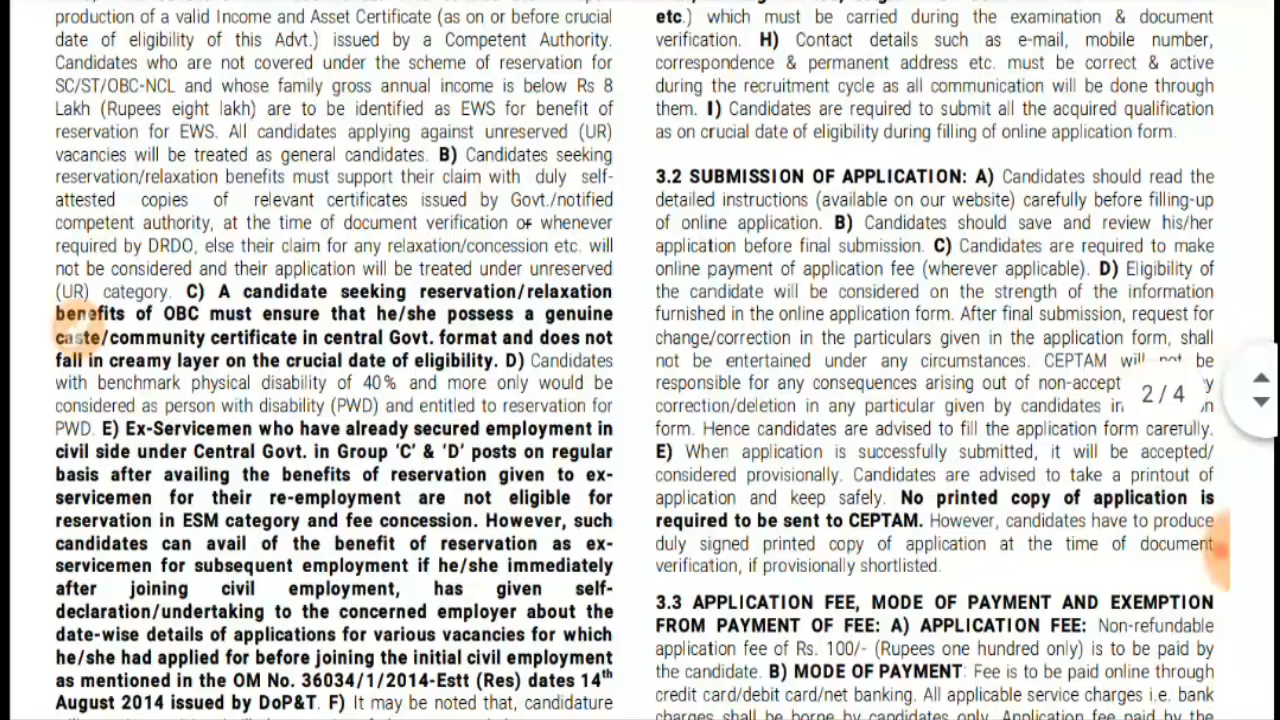 production of a valid Income and Asset Certificate (as on or before crucial
date of eligibility of this Advt.) issued by a Competent Authority.
Candidates who are not covered under the scheme of reservation for
SC/ST/OBC-NCL and whose family gross annual income is below Rs 8
Lakh (Rupees eight lakh) are to be identified as EWS for benefit of
reservation for EWS. All candidates applying against unreserved (UR)
vacancies will be treated as general candidates. B) Candidates seeking
reservation/relaxation benefits must support their claim with duly self-
attested copies of relevant certificates issued by Govt./notified
competent authority, at the time of document verification or whenever
required by DRDO, else their claim for any relaxation/concession etc. will
not be considered and their application will be treated under unreserved
(UR) category. C) A candidate seeking reservation/relaxation
benefits of OBC must ensure that he/she possess a genuine
caste/community certificate in central Govt. format and does not
fall in creamy layer on the crucial date of eligibility. D) Candidates
with benchmark physical disability of 40% and more only would be
considered as person with disability (PWD) and entitled to reservation for
PWD. E) Ex-Servicemen who have already secured employment in
civil side under Central Govt. in Group 'C' & 'D' posts on regular
basis after availing the benefits of reservation given to ex-
servicemen for their re-employment are not eligible for
reservation in ESM category and fee concession. However, such
candidates can avail of the benefit of reservation as ex-
servicemen for subsequent employment if he/she immediately
after joining civil employment, has given self-
declaration/undertaking to the concerned employer about the
date-wise details of applications for various vacancies for which
he/she had applied for before joining the initial civil employment
as mentioned in the OM No. 36034/1/2014-Estt (Res) dates 14th
August 2014 issued by DoP&T. F) It may be noted that, candidature
etc.) which must be carried during the examination & document
verification. H) Contact details such as e-mail, mobile number,
correspondence & permanent address etc. must be correct & active
during the recruitment cycle as all communication will be done through
them. I) Candidates are required to submit all the acquired qualification
as on crucial date of eligibility during filling of online application form.
3.2 SUBMISSION OF APPLICATION: A) Candidates should read the
detailed instructions (available on our website) carefully before filling-up
of online application. B) Candidates should save and review his/her
application before final submission. C) Candidates are required to make
online payment of application fee (wherever applicable). D) Eligibility of
the candidate will be considered on the strength of the information
furnished in the online application form. After final submission, request for
change/correction in the particulars given in the application form, shall
not be entertained under any circumstances. CEPTAM will not be
responsible for any consequences arising out of non-accept
correction/deletion in any particular given by candidates in
form. Hence candidates are advised to fill the application form carefully.
E) When application is successfully submitted, it will be accepted/
considered provisionally. Candidates are advised to take a printout of
application and keep safely. No printed copy of application is
required to be sent to CEPTAM. However, candidates have to produce
duly signed printed copy of application at the time of document
verification, if provisionally shortlisted.
3.3 APPLICATION FEE, MODE OF PAYMENT AND EXEMPTION
FROM PAYMENT OF FEE: A) APPLICATION FEE: Non-refundable
application fee of Rs. 100/- (Rupees one hundred only) is to be paid by
the candidate. B) MODE OF PAYMENT: Fee is to be paid online through
credit card/debit card/net banking. All applicable service charges i.e. bank
charges shall be borne by candidates only. Application fee paid by the
2/4